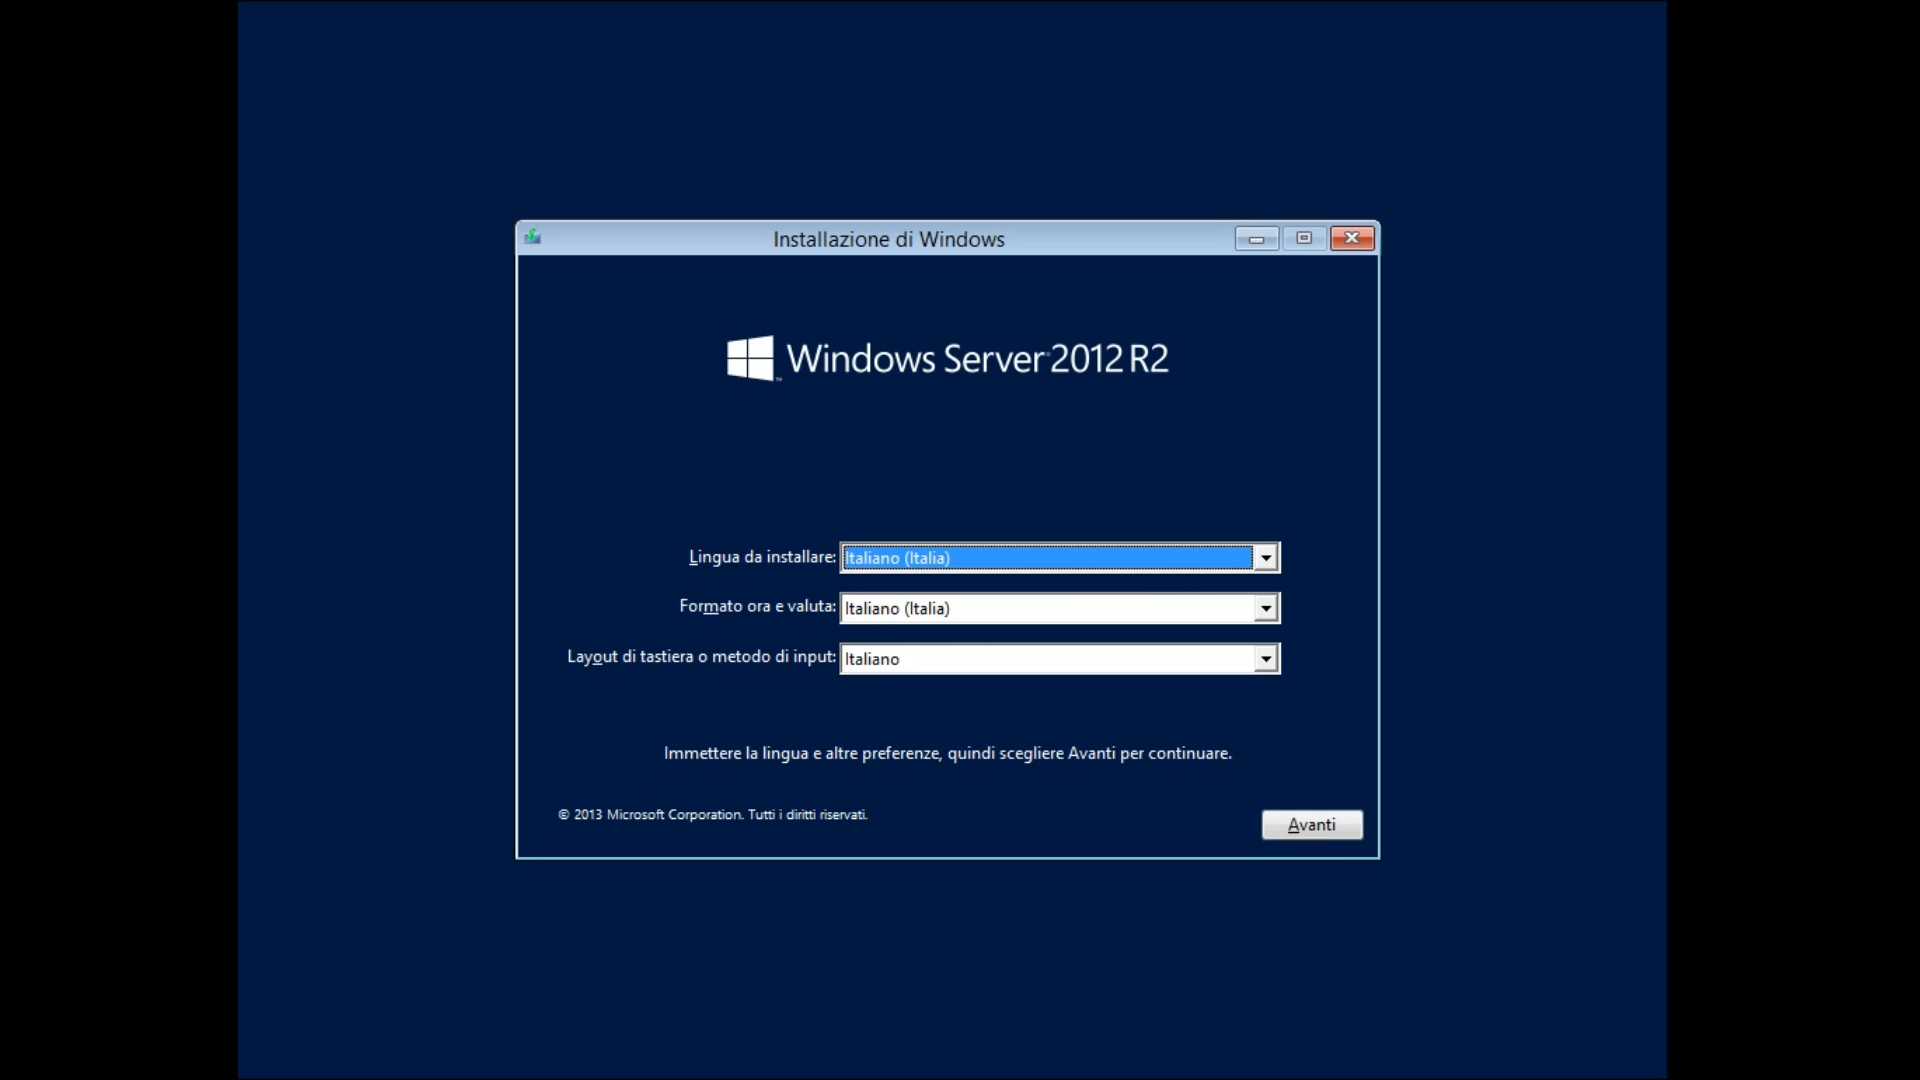 Installazione di Windows
Windows Server 2012 R2
Lingua da installare: Italiano (Italia)
Formato ora e valuta: Italiano (Italia)
Layout di tastiera o metodo di input: Italiano
Immettere la lingua e altre preferenze, quindi scegliere Avanti per continuare.
© 2013 Microsoft Corporation. Tutti i diritti riservati.
Avanti